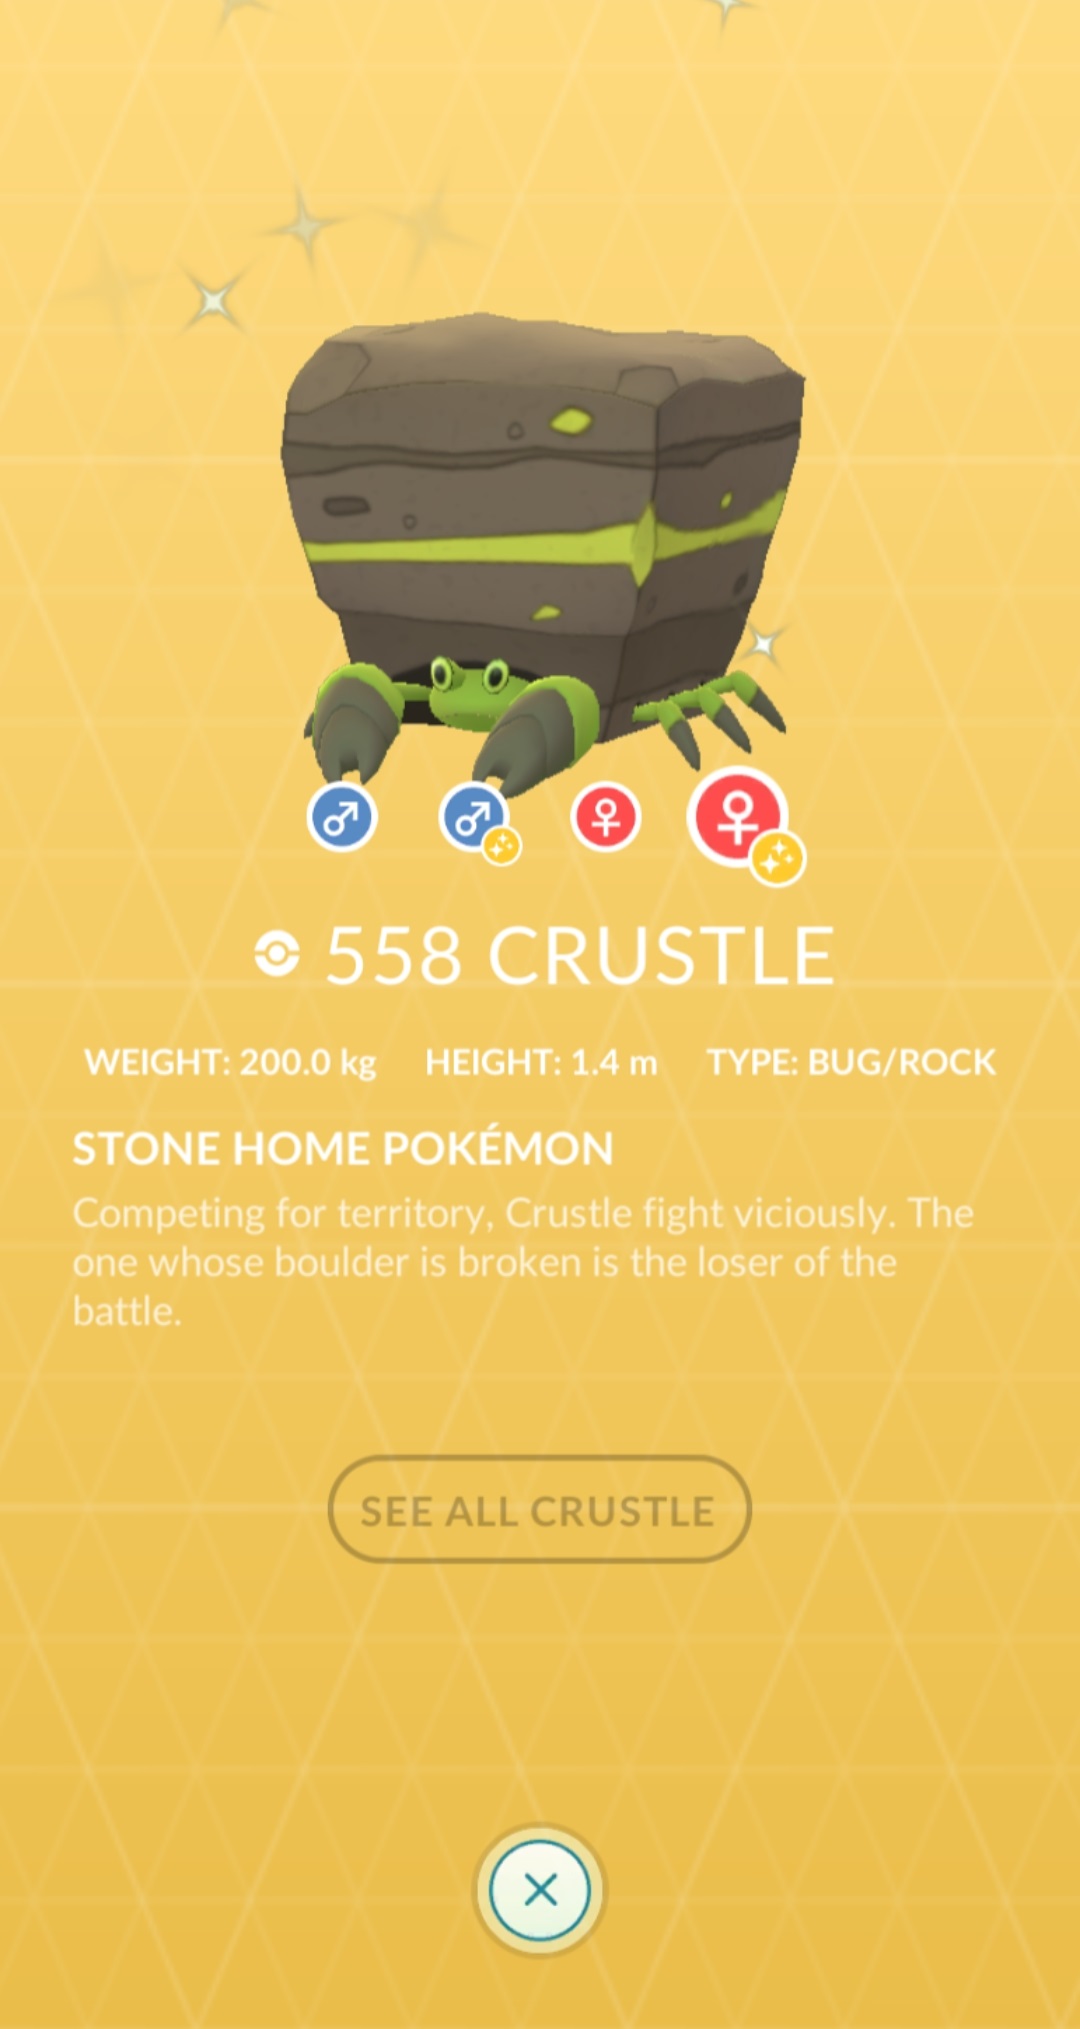 558 CRUSTLE
WEIGHT: 200.0 kg HEIGHT: 1.4 m TYPE: BUG/ROCK
STONE HOME POKÉMON
Competing for territory, Crustle fight viciously. The
one whose boulder is broken is the loser of the
battle.
SEE ALL CRUSTLE